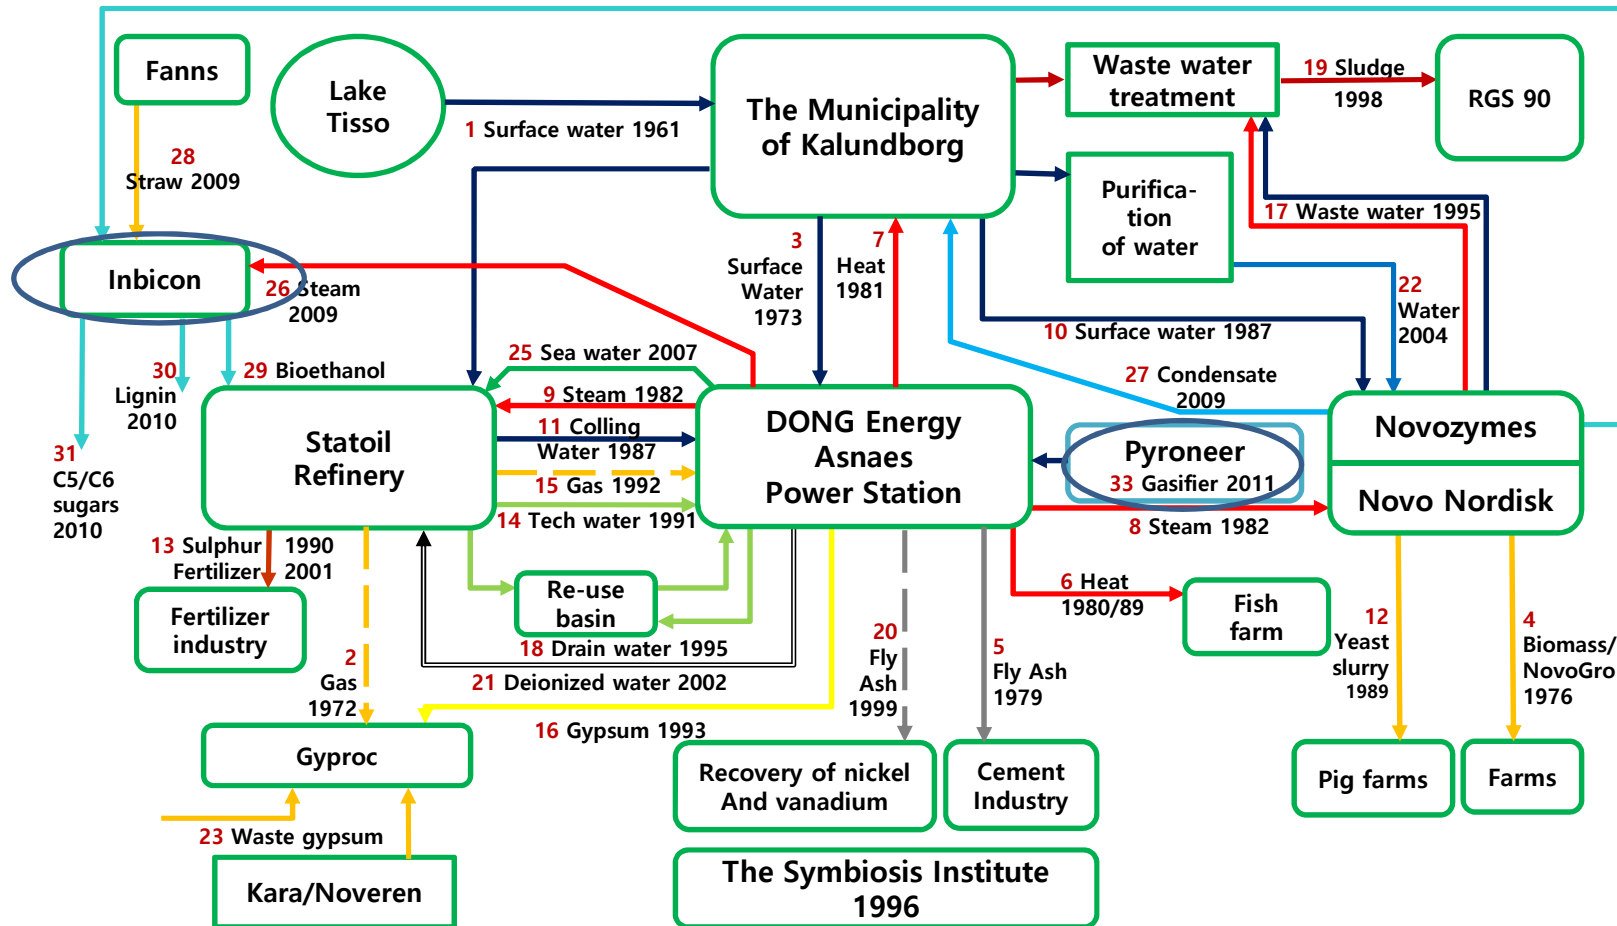 Fanns
Lake
Tisso
The Municipality
of Kalundborg
Waste water
treatment
19 Sludge
1998
RGS 90
1 Surface water 1961
28
Straw 2009
Purifica-
tion
of water
17 Waste water 1995
3
Surface
Water
1973
7
Heat
1981
22
Water
2004
Inbicon
26 Steam
2009
10 Surface water 1987
25 Sea water 2007
27 Condensate
2009
30
Lignin
2010
29 Bioethanol
9 Steam 1982
11 Colling
Water 1987
15 Gas 1992
14 Tech water 1991
Statoil
Refinery
DONG Energy
Asnaes
Power Station
Pyroneer
33 Gasifier 2011
Novozymes
Novo Nordisk
8 Steam 1982
31
C5/C6
sugars
2010
13 Sulphur 1990
Fertilizer 2001
Fertilizer
industry
Re-use
basin
6 Heat
1980/89
Fish
farm
18 Drain water 1995
21 Deionized water 2002
2
Gas
1972
16 Gypsum 1993
20
Fly
Ash
1999
5
Fly Ash
1979
12
Yeast
slurry
1989
4
Biomass/
NovoGro
1976
Gyproc
Recovery of nickel
And vanadium
Cement
Industry
Pig farms
Farms
23 Waste gypsum
Kara/Noveren
The Symbiosis Institute
1996